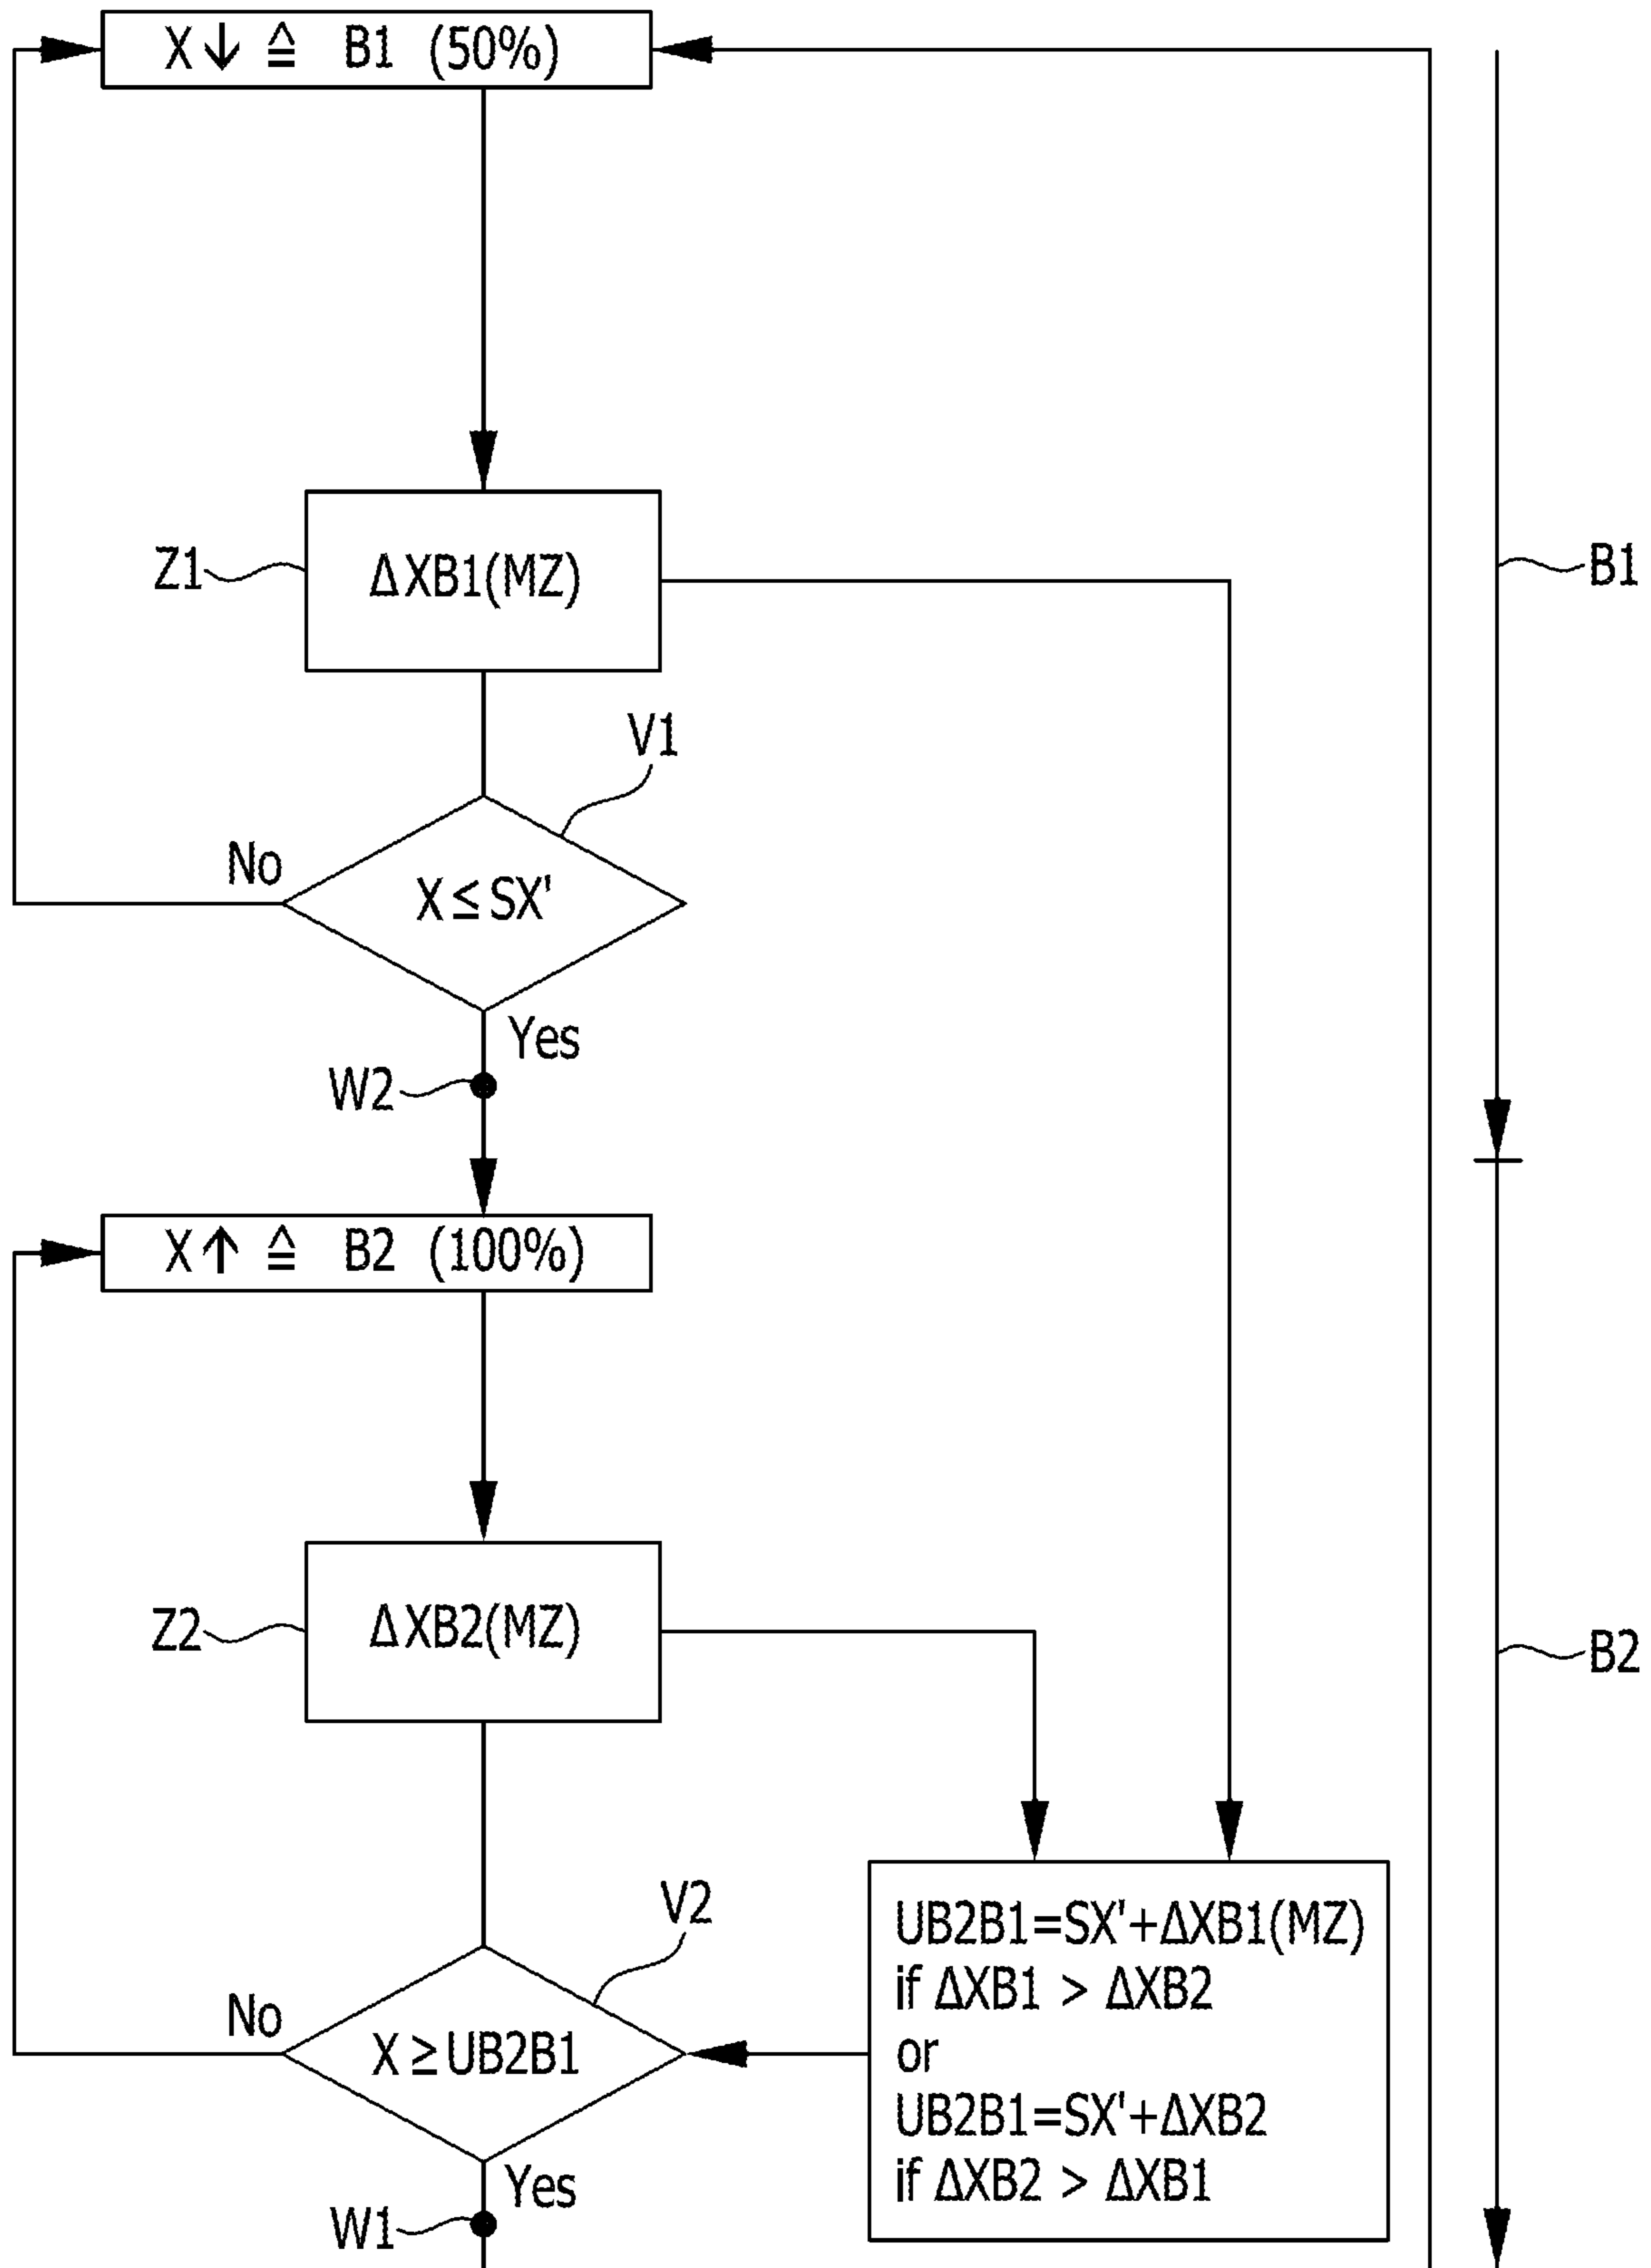 X↓ ≙ B1 (50%)
Z1
ΔXB1(MZ)
B1
V1
No
X≤SX'
Yes
W2
X↑ ≙ B2 (100%)
Z2
ΔXB2(MZ)
B2
V2
UB2B1=SX'+ΔXB1(MZ)
if ΔXB1 > ΔXB2
or
UB2B1=SX'+ΔXB2
if ΔXB2 > ΔXB1
No
X≥UB2B1
Yes
W1